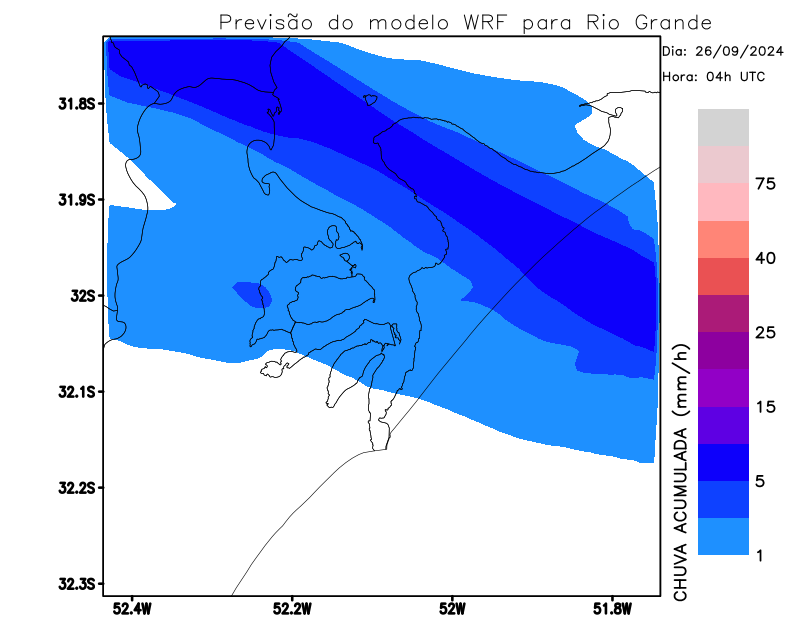 Previsão do modelo WRF para Rio Grande
Dia: 26/09/2024
Hora: 04h UTC
31.8S
31.9S
32S
32.1S
32.2S
32.3S
52.4W
52.2W
52W
51.8W
75
40
25
15
5
1
CHUVA ACUMULADA (mm/h)